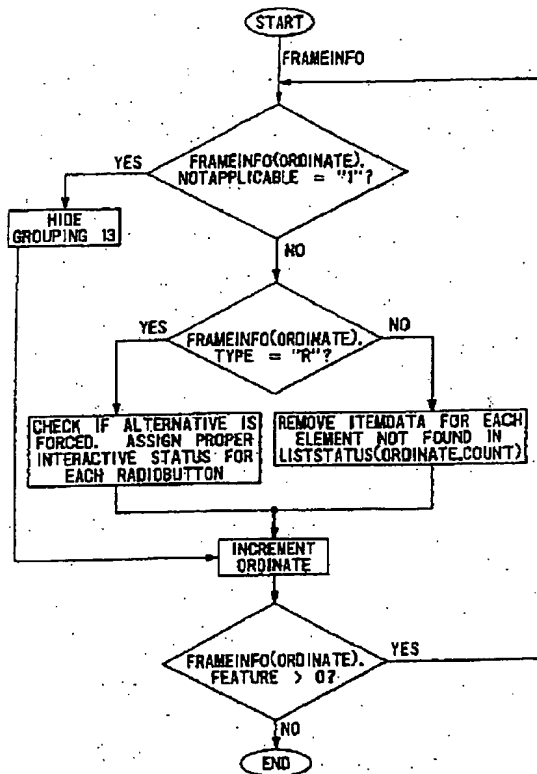 START
FRAMEINFO
YES
FRAMEINFO(ORDINATE).
NOTAPPLICABLE = "1"?
HIDE
GROUPING 13
NO
YES
FRAMEINFO(ORDINATE).
TYPE = "R"?
NO
CHECK IF ALTERNATIVE IS
FORCED. ASSIGN PROPER
INTERACTIVE STATUS FOR
EACH RADIOBUTTON
REMOVE ITEMDATA FOR EACH
ELEMENT NOT FOUND IN
LISTSTATUS(ORDINATE.COUNT)
INCREMENT
ORDINATE
FRAMEINFO(ORDINATE).
FEATURE > 0?
YES
NO
END